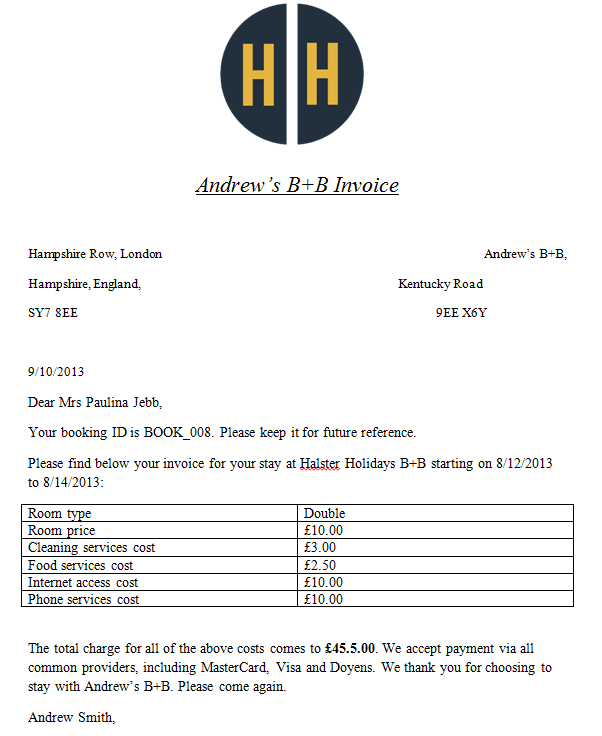 H H
Andrew’s B+B Invoice
Hampshire Row, London Andrew’s B+B,
Hampshire, England, Kentucky Road
SY7 8EE 9EE X6Y
9/10/2013
Dear Mrs Paulina Jebb,
Your booking ID is BOOK_008. Please keep it for future reference.
Please find below your invoice for your stay at Halster Holidays B+B starting on 8/12/2013
to 8/14/2013:
Room type Double
Room price £10.00
Cleaning services cost £3.00
Food services cost £2.50
Internet access cost £10.00
Phone services cost £10.00
The total charge for all of the above costs comes to £45.5.00. We accept payment via all
common providers, including MasterCard, Visa and Doyens. We thank you for choosing to
stay with Andrew’s B+B. Please come again.
Andrew Smith,